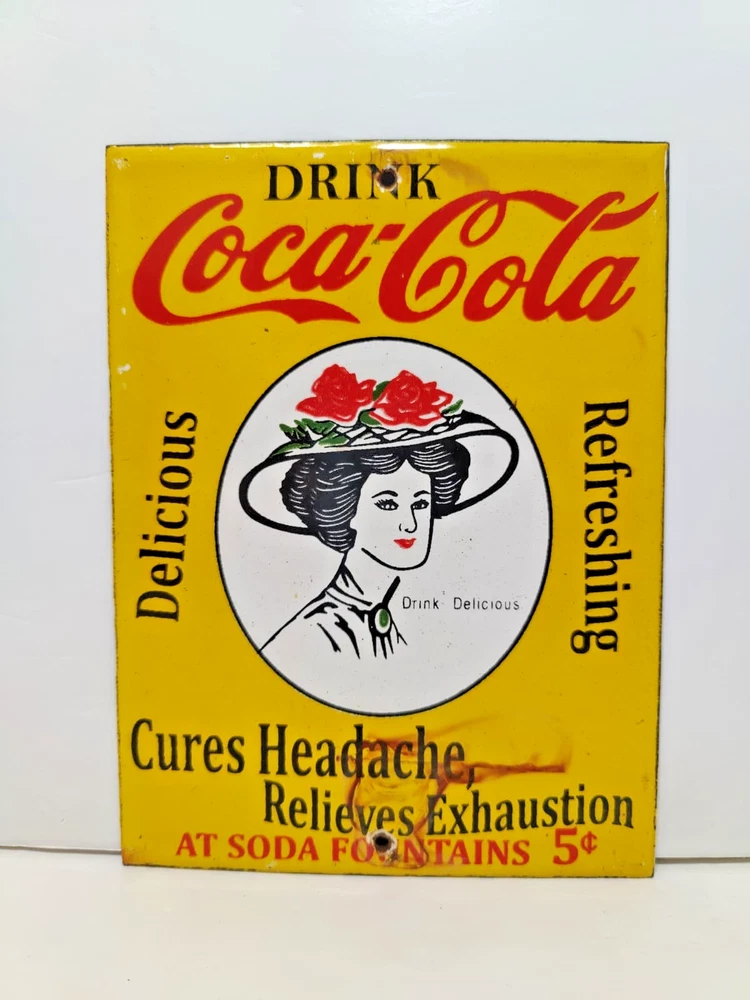 DRINK
Coca-Cola
Delicious
Refreshing
Drink Delicious
Cures Headache,
Relieves Exhaustion
AT SODA FOUNTAINS 5¢